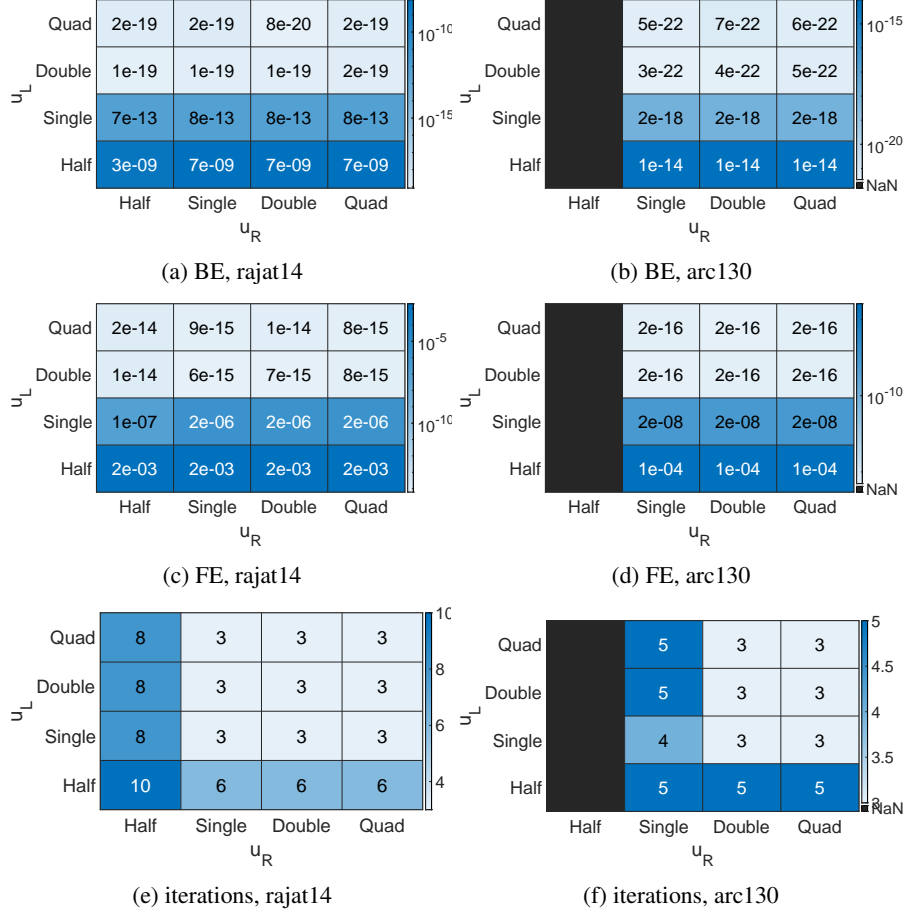 Quad 2e-19 2e-19 8e-20 2e-19
Double 1e-19 1e-19 1e-19 2e-19
Single 7e-13 8e-13 8e-13 8e-13
Half 3e-09 7e-09 7e-09 7e-09
Half Single Double Quad
u_L
u_R
10^-10
10^-15
(a) BE, rajat14
Quad 5e-22 7e-22 6e-22
Double 3e-22 4e-22 5e-22
Single 2e-18 2e-18 2e-18
Half 1e-14 1e-14 1e-14
Half Single Double Quad
u_L
u_R
10^-15
10^-20
NaN
(b) BE, arc130
Quad 2e-14 9e-15 1e-14 8e-15
Double 1e-14 6e-15 7e-15 8e-15
Single 1e-07 2e-06 2e-06 2e-06
Half 2e-03 2e-03 2e-03 2e-03
Half Single Double Quad
u_L
u_R
10^-5
10^-10
(c) FE, rajat14
Quad 2e-16 2e-16 2e-16
Double 2e-16 2e-16 2e-16
Single 2e-08 2e-08 2e-08
Half 1e-04 1e-04 1e-04
Half Single Double Quad
u_L
u_R
10^-10
NaN
(d) FE, arc130
Quad 8 3 3 3
Double 8 3 3 3
Single 8 3 3 3
Half 10 6 6 6
Half Single Double Quad
u_L
u_R
10
8
6
4
(e) iterations, rajat14
Quad 5 3 3
Double 5 3 3
Single 4 3 3
Half 5 5 5
Half Single Double Quad
u_L
u_R
5
4.5
4
3.5
3
NaN
(f) iterations, arc130